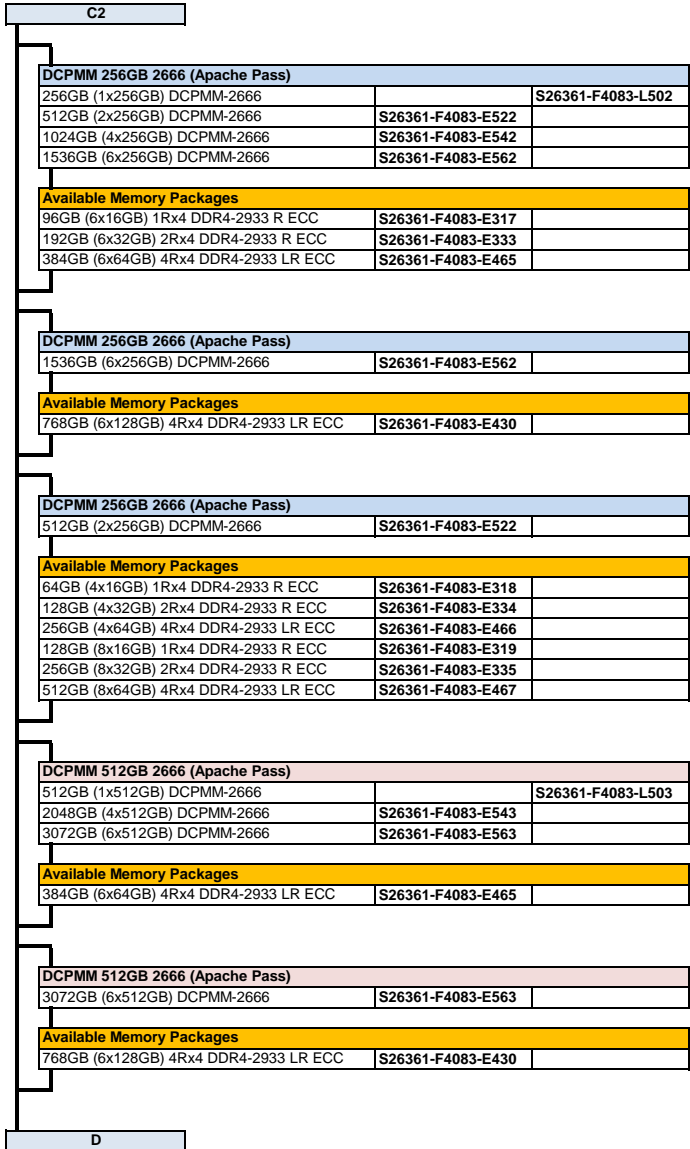 C2
DCPMM 256GB 2666 (Apache Pass)
256GB (1x256GB) DCPMM-2666 S26361-F4083-L502
512GB (2x256GB) DCPMM-2666 S26361-F4083-E522
1024GB (4x256GB) DCPMM-2666 S26361-F4083-E542
1536GB (6x256GB) DCPMM-2666 S26361-F4083-E562
Available Memory Packages
96GB (6x16GB) 1Rx4 DDR4-2933 R ECC S26361-F4083-E317
192GB (6x32GB) 2Rx4 DDR4-2933 R ECC S26361-F4083-E333
384GB (6x64GB) 4Rx4 DDR4-2933 LR ECC S26361-F4083-E465
DCPMM 256GB 2666 (Apache Pass)
1536GB (6x256GB) DCPMM-2666 S26361-F4083-E562
Available Memory Packages
768GB (6x128GB) 4Rx4 DDR4-2933 LR ECC S26361-F4083-E430
DCPMM 256GB 2666 (Apache Pass)
512GB (2x256GB) DCPMM-2666 S26361-F4083-E522
Available Memory Packages
64GB (4x16GB) 1Rx4 DDR4-2933 R ECC S26361-F4083-E318
128GB (4x32GB) 2Rx4 DDR4-2933 R ECC S26361-F4083-E334
256GB (4x64GB) 4Rx4 DDR4-2933 LR ECC S26361-F4083-E466
128GB (8x16GB) 1Rx4 DDR4-2933 R ECC S26361-F4083-E319
256GB (8x32GB) 2Rx4 DDR4-2933 R ECC S26361-F4083-E335
512GB (8x64GB) 4Rx4 DDR4-2933 LR ECC S26361-F4083-E467
DCPMM 512GB 2666 (Apache Pass)
512GB (1x512GB) DCPMM-2666 S26361-F4083-L503
2048GB (4x512GB) DCPMM-2666 S26361-F4083-E543
3072GB (6x512GB) DCPMM-2666 S26361-F4083-E563
Available Memory Packages
384GB (6x64GB) 4Rx4 DDR4-2933 LR ECC S26361-F4083-E465
DCPMM 512GB 2666 (Apache Pass)
3072GB (6x512GB) DCPMM-2666 S26361-F4083-E563
Available Memory Packages
768GB (6x128GB) 4Rx4 DDR4-2933 LR ECC S26361-F4083-E430
D